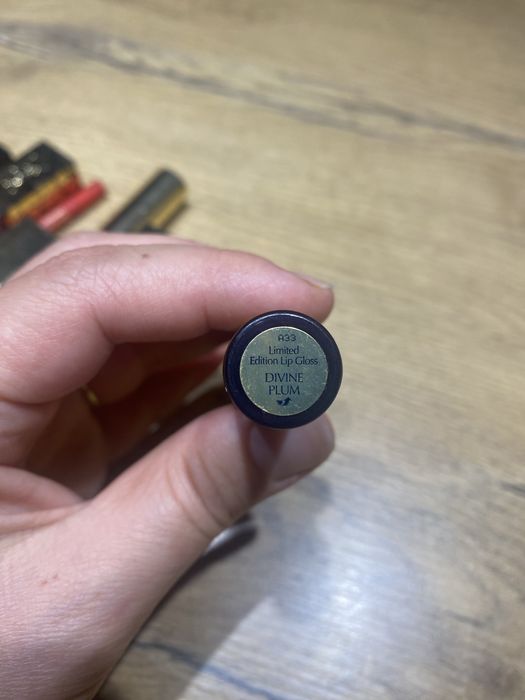 A33
Limited
Edition Lip Gloss
DIVINE
PLUM